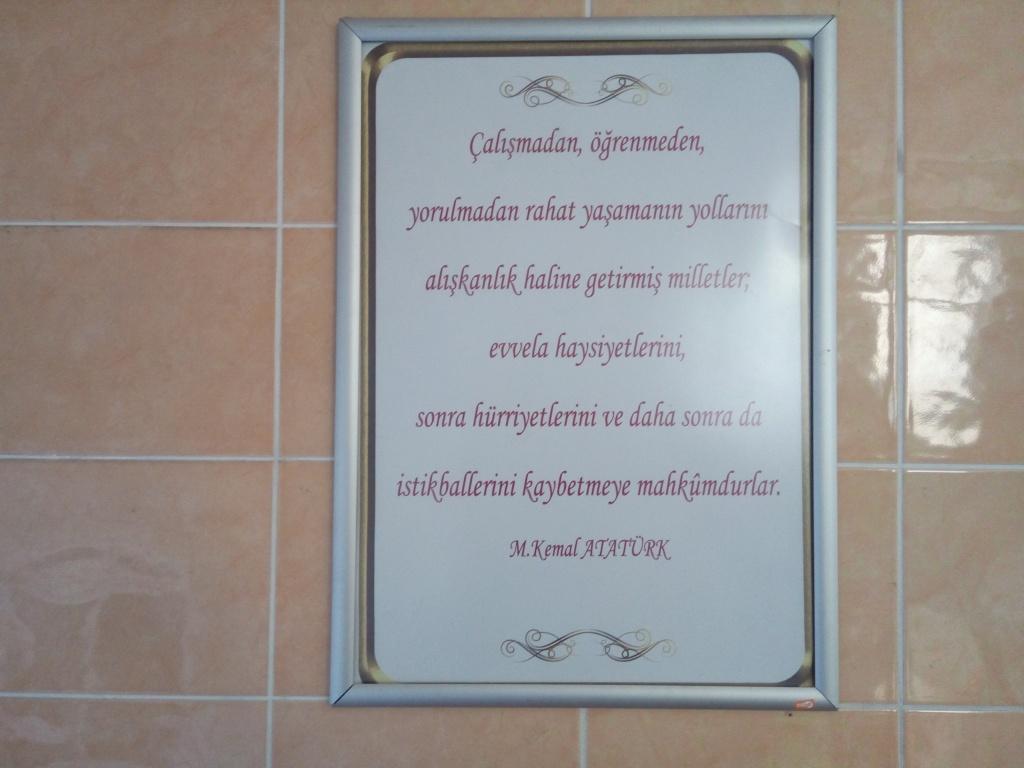 Çalışmadan, öğrenmeden,
yorulmadan rahat yaşamanın yollarını
alışkanlık haline getirmiş milletler;
evvela haysiyetlerini,
sonra hürriyetlerini ve daha sonra da
istikballerini kaybetmeye mahkûmdurlar.
M.Kemal ATATÜRK